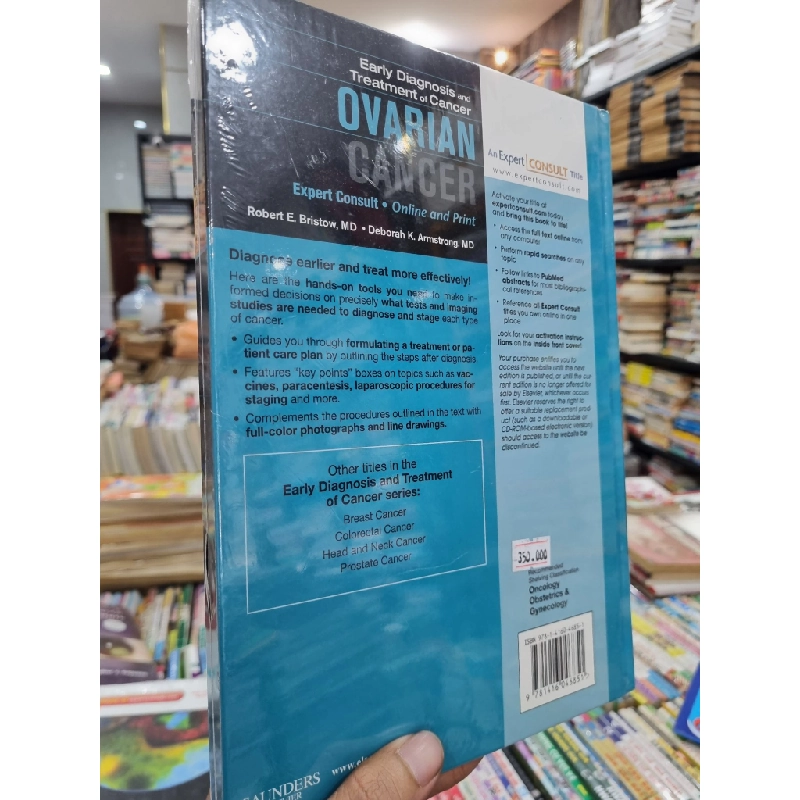 Early Diagnosis and
Treatment of Cancer
OVARIAN
CANCER
Expert Consult • Online and Print
Robert E. Bristow, MD • Deborah K. Armstrong, MD
Diagnose earlier and treat more effectively!
Here are the hands-on tools you need to make in-
formed decisions on precisely what tests and imaging
studies are needed to diagnose and stage each type
of cancer.
• Guides you through formulating a treatment or pa-
tient care plan by outlining the steps after diagnosis
• Features "key points" boxes on topics such as vac-
cines, paracentesis, laparoscopic procedures for
staging and more.
• Complements the procedures outlined in the text with
full-color photographs and line drawings.
Other titles in the
Early Diagnosis and Treatment
of Cancer series:
Breast Cancer
Colorectal Cancer
Head and Neck Cancer
Prostate Cancer
SAUNDERS
An Expert CONSULT Title
www.expertconsult.com
Activate your title at
expertconsult.com today
and bring this book to life!
• Access the full text online from
any computer
• Perform rapid searches on any
topic
• Follow links to PubMed
abstracts for most bibliograph-
ical references
• Reference all Expert Consult
titles you own online in one
place
Look for your activation instruc-
tions on the inside front cover!
Your purchase entitles you to
access the website until the new
edition is published, or until the cur-
rent edition is no longer offered for
sale by Elsevier, whichever occurs
first. Elsevier reserves the right to
offer a suitable replacement prod-
uct (such as a downloadable or
CD-ROM-based electronic version)
should access to the website be
discontinued.
350.000
Recommended
Shelving Classification
Oncology
Obstetrics &
Gynecology